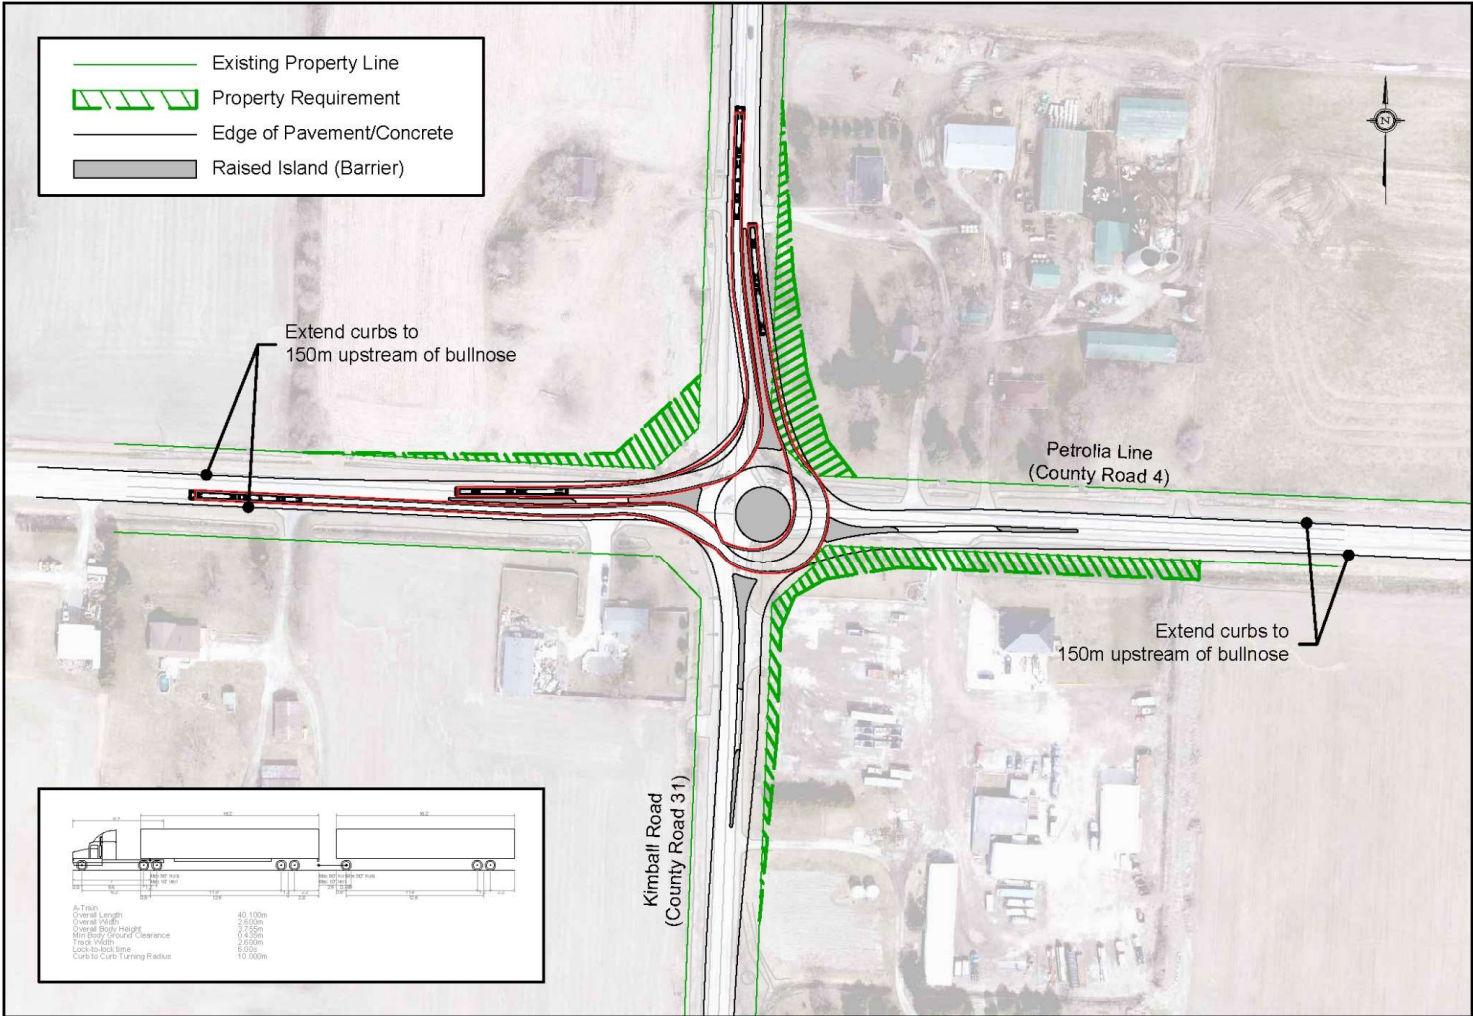 Existing Property Line
Property Requirement
Edge of Pavement/Concrete
Raised Island (Barrier)
N
Extend curbs to
150m upstream of bullnose
Petrolia Line
(County Road 4)
Extend curbs to
150m upstream of bullnose
Kimball Road
(County Road 31)
A-Train
Overall Length 40.100m
Overall Width 2.600m
Overall Body Height 3.755m
Min Body Ground Clearance 0.435m
Track Width 2.600m
Lock-to-lock time 6.00s
Curb to Curb Turning Radius 10.000m